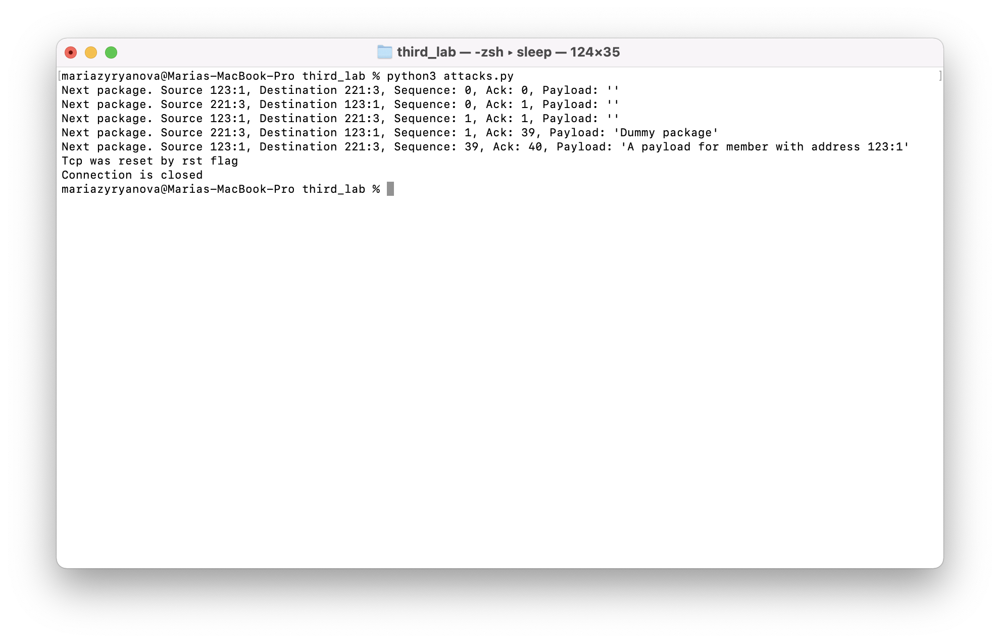 third_lab — -zsh ▸ sleep — 124×35
[mariazyryanova@Marias-MacBook-Pro third_lab % python3 attacks.py ]
Next package. Source 123:1, Destination 221:3, Sequence: 0, Ack: 0, Payload: ''
Next package. Source 221:3, Destination 123:1, Sequence: 0, Ack: 1, Payload: ''
Next package. Source 123:1, Destination 221:3, Sequence: 1, Ack: 1, Payload: ''
Next package. Source 221:3, Destination 123:1, Sequence: 1, Ack: 39, Payload: 'Dummy package'
Next package. Source 123:1, Destination 221:3, Sequence: 39, Ack: 40, Payload: 'A payload for member with address 123:1'
Tcp was reset by rst flag
Connection is closed
mariazyryanova@Marias-MacBook-Pro third_lab %